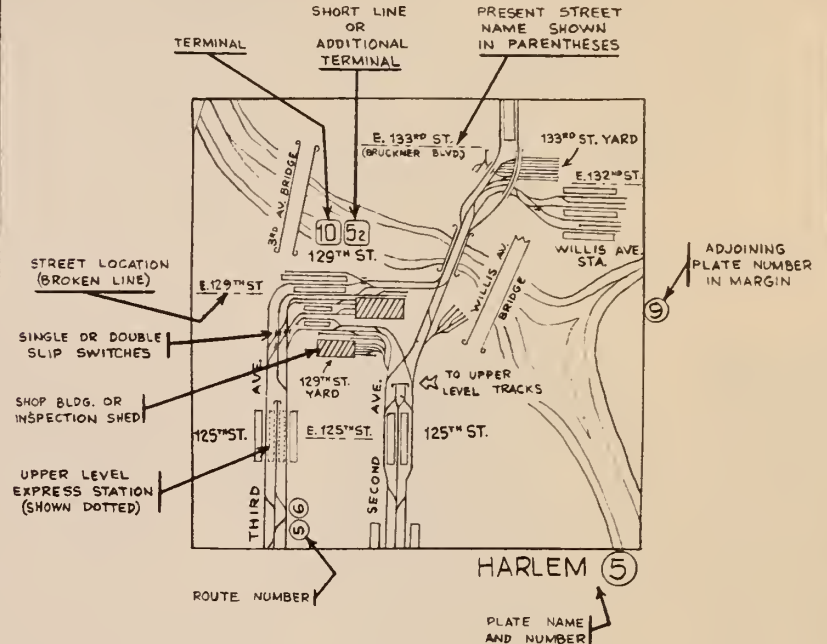 SHORT LINE
OR
ADDITIONAL
TERMINAL
PRESENT STREET
NAME SHOWN
IN PARENTHESES
TERMINAL
E. 133RD ST.
(BRUCKNER BLVD.)
133RD ST. YARD
E. 132ND ST.
3RD AV. BRIDGE
10
52
129TH ST.
WILLIS AVE.
STA.
WILLIS AV.
BRIDGE
ADJOINING
PLATE NUMBER
IN MARGIN
6
STREET LOCATION
(BROKEN LINE)
E. 129TH ST
SINGLE OR DOUBLE
SLIP SWITCHES
SHOP BLDG. OR
INSPECTION SHED
129TH ST.
YARD
TO UPPER
LEVEL TRACKS
125TH ST.
E. 125TH ST.
125TH ST.
THIRD AVE.
SECOND AVE.
UPPER LEVEL
EXPRESS STATION
(SHOWN DOTTED)
6
5
ROUTE NUMBER
HARLEM 5
PLATE NAME
AND NUMBER